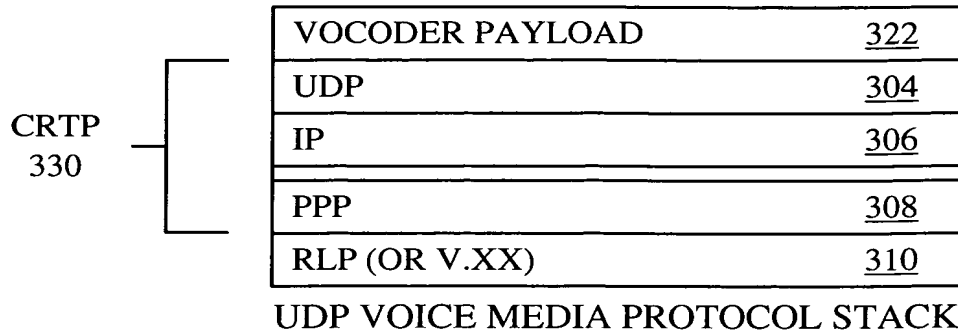 VOCODER PAYLOAD 322
UDP 304
CRTP
330
IP 306
PPP 308
RLP (OR V.XX) 310
UDP VOICE MEDIA PROTOCOL STACK